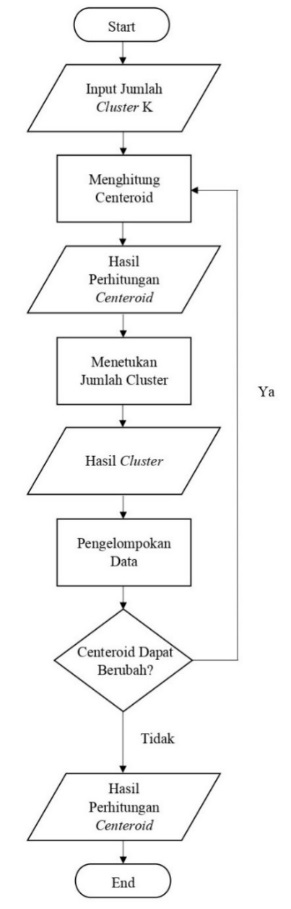 Start
Input Jumlah
Cluster K
Menghitung
Centeroid
Hasil
Perhitungan
Centeroid
Menetukan
Jumlah Cluster
Hasil Cluster
Pengelompokan
Data
Centeroid Dapat
Berubah?
Ya
Tidak
Hasil
Perhitungan
Centeroid
End